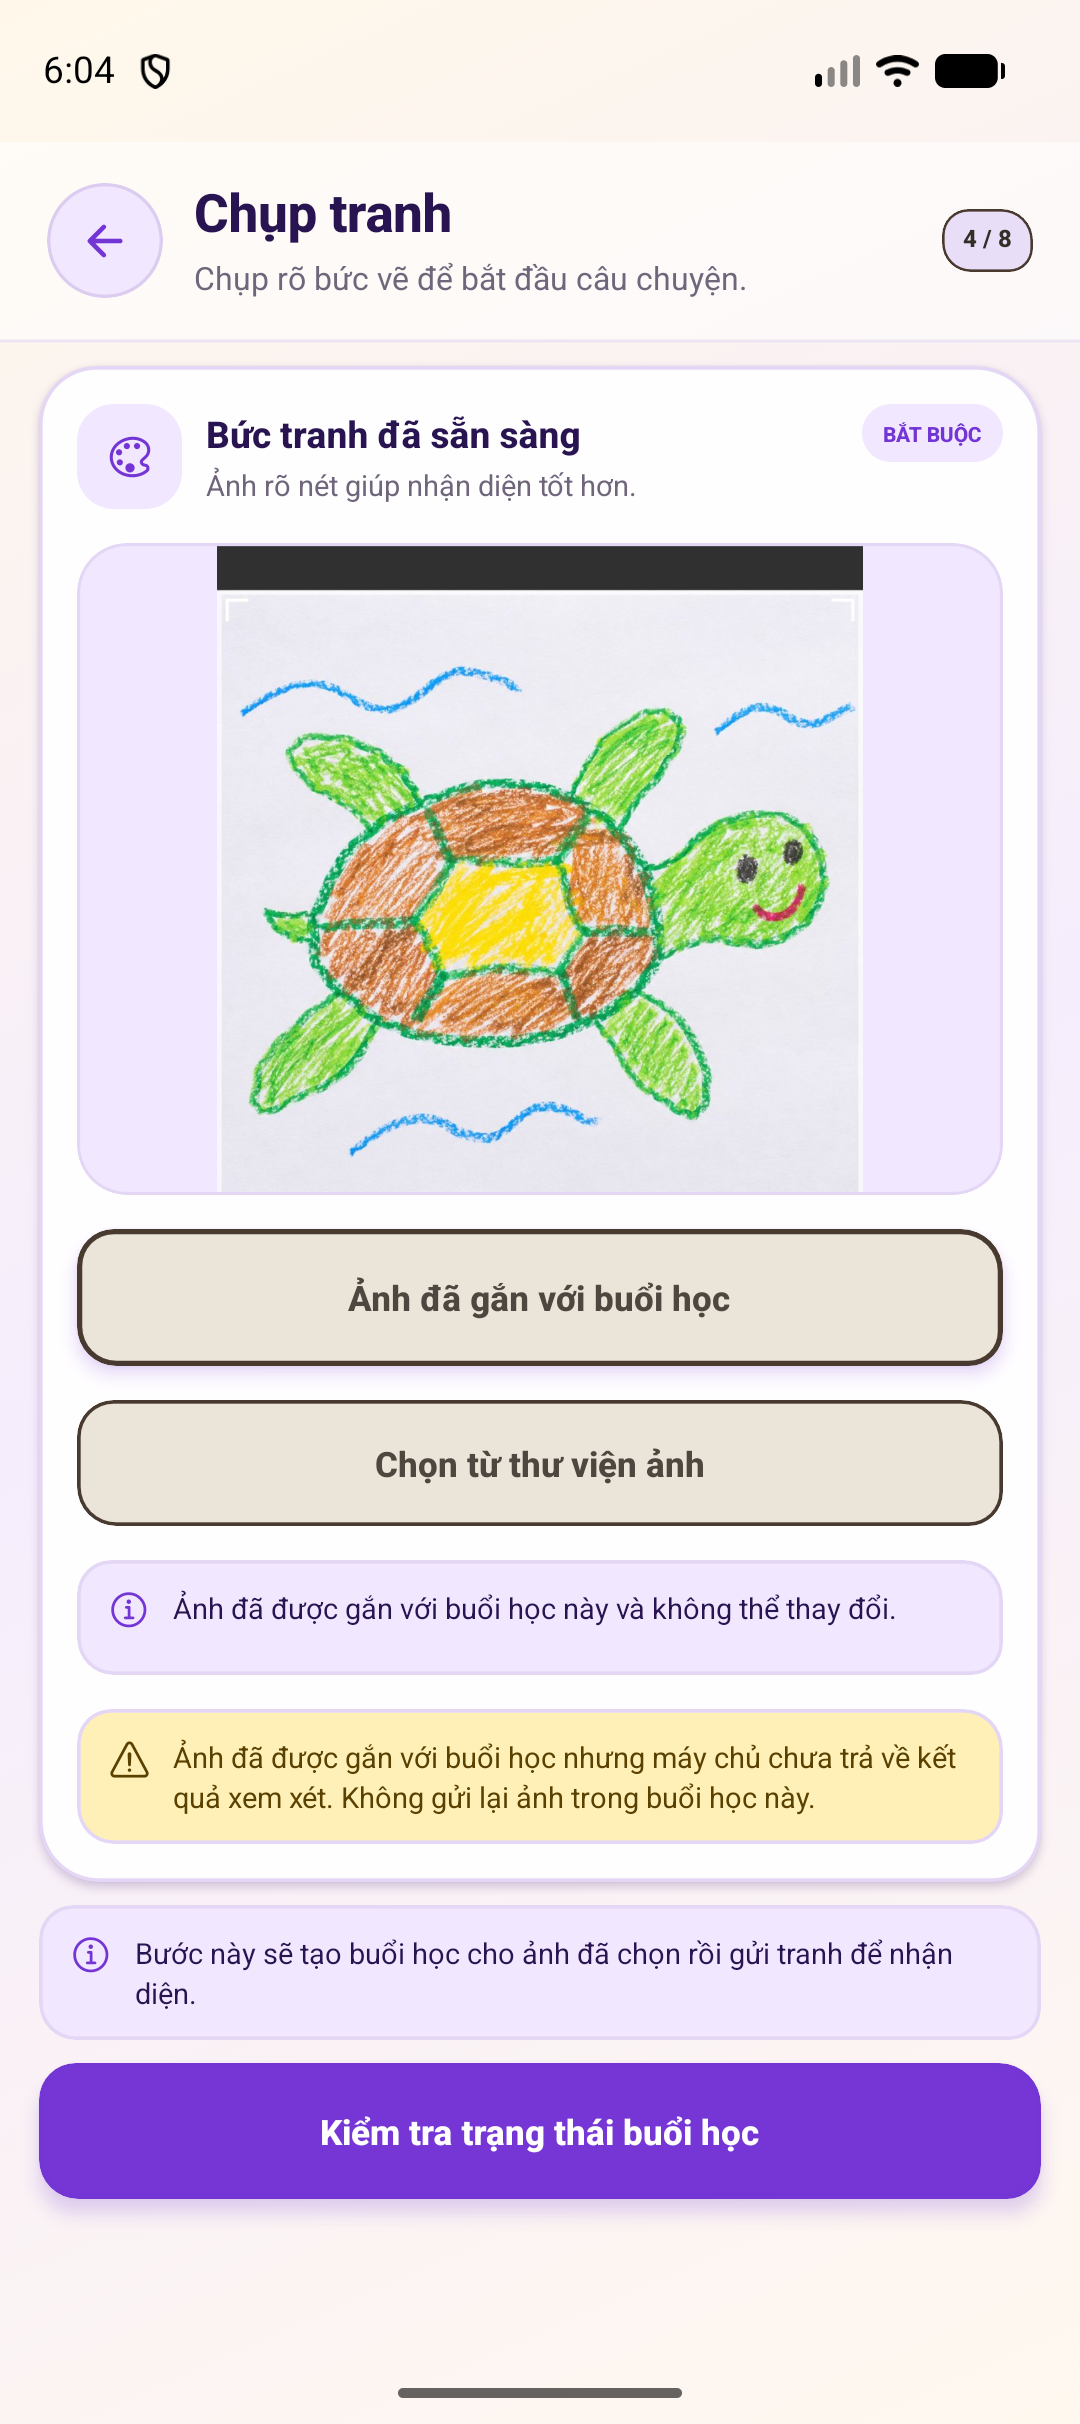 6:04
Chụp tranh
Chụp rõ bức vẽ để bắt đầu câu chuyện.
4 / 8
Bức tranh đã sẵn sàng
Ảnh rõ nét giúp nhận diện tốt hơn.
BẮT BUỘC
Ảnh đã gắn với buổi học
Chọn từ thư viện ảnh
Ảnh đã được gắn với buổi học này và không thể thay đổi.
Ảnh đã được gắn với buổi học nhưng máy chủ chưa trả về kết
quả xem xét. Không gửi lại ảnh trong buổi học này.
Bước này sẽ tạo buổi học cho ảnh đã chọn rồi gửi tranh để nhận
diện.
Kiểm tra trạng thái buổi học